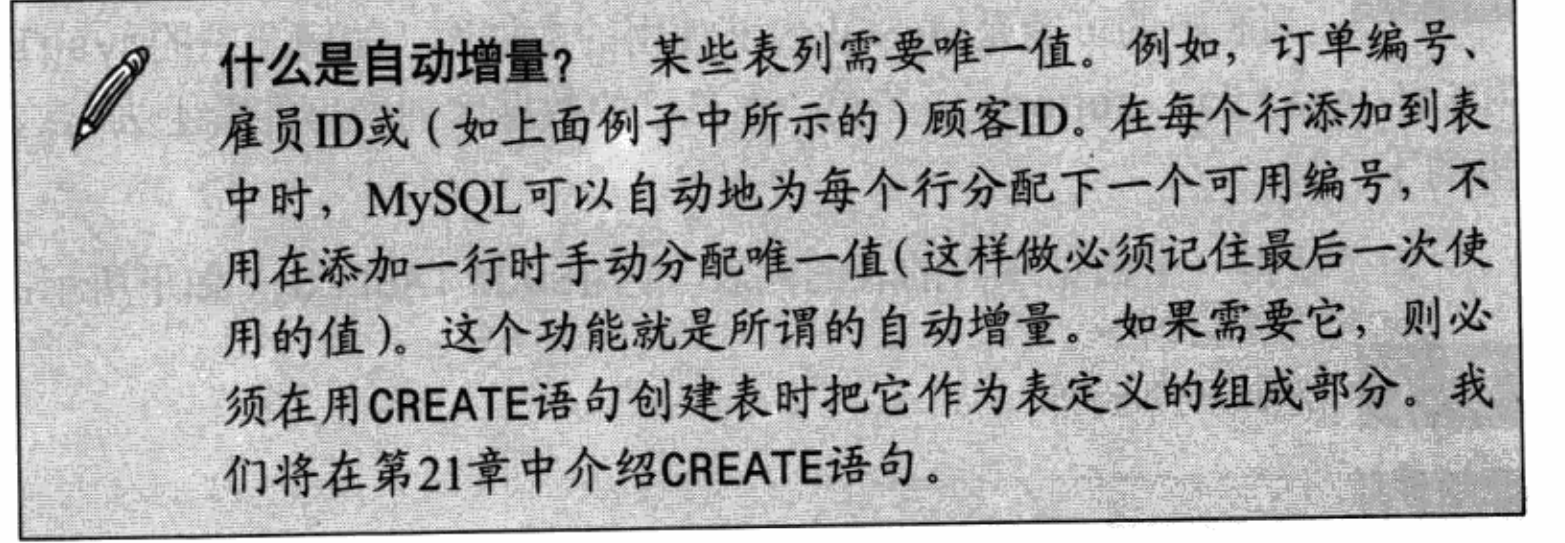 什么是自动增量? 某些表列需要唯一值。例如，订单编号、
雇员ID或（如上面例子中所示的）顾客ID。在每个行添加到表
中时，MySQL可以自动地为每个行分配下一个可用编号，不
用在添加一行时手动分配唯一值（这样做必须记住最后一次使
用的值）。这个功能就是所谓的自动增量。如果需要它，则必
须在用CREATE语句创建表时把它作为表定义的组成部分。我
们将在第21章中介绍CREATE语句。